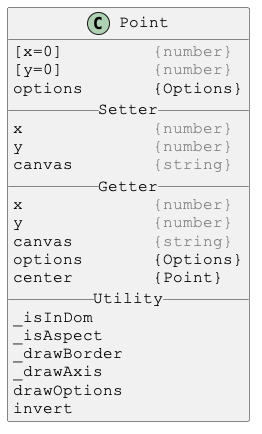 C Point
[x=0] {number}
[y=0] {number}
options {Options}
Setter
x {number}
y {number}
canvas {string}
Getter
x {number}
y {number}
canvas {string}
options {Options}
center {Point}
Utility
_isInDom
_isAspect
_drawBorder
_drawAxis
drawOptions
invert